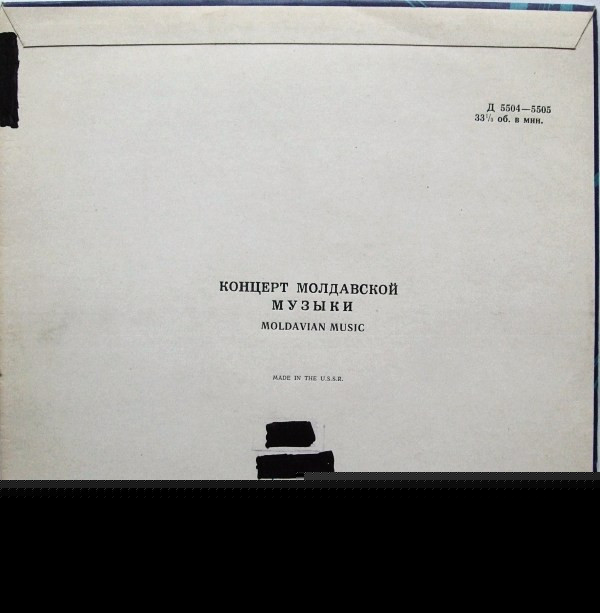 Д 5504—5505
33⅓ об. в мин.
КОНЦЕРТ МОЛДАВСКОЙ
МУЗЫКИ
MOLDAVIAN MUSIC
MADE IN THE U.S.S.R.